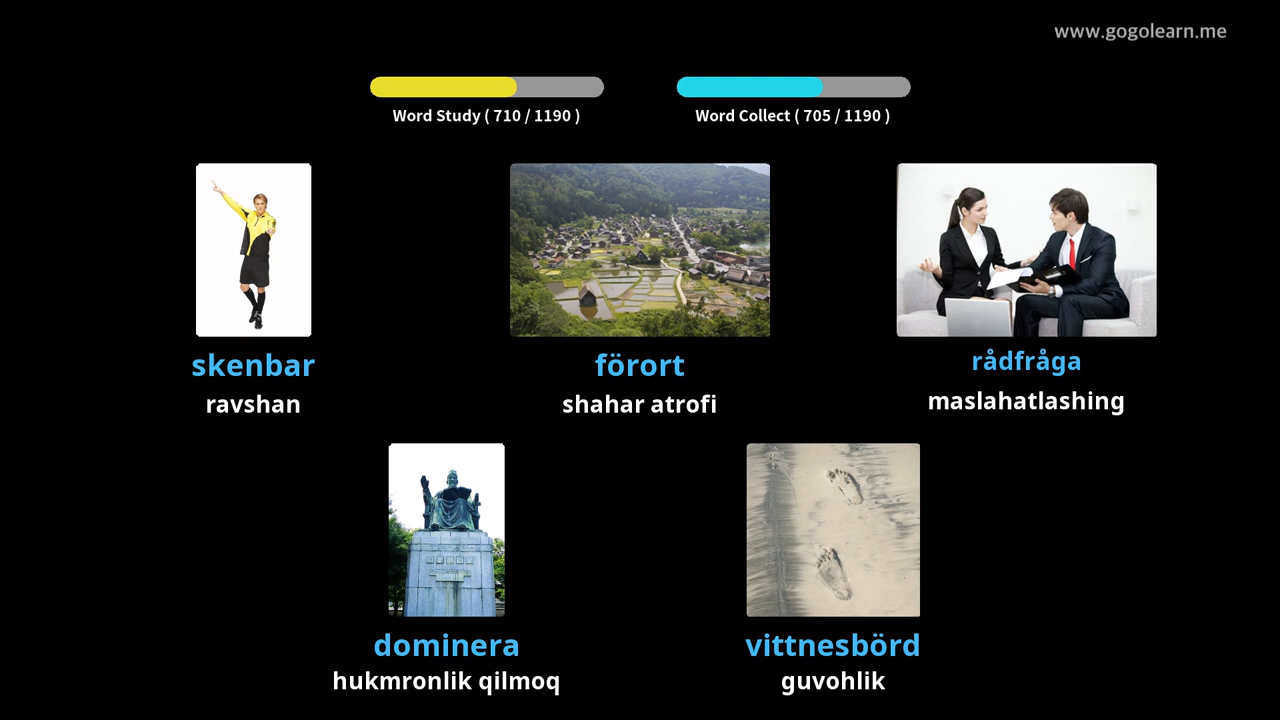 www.gogolearn.me
Word Study ( 710 / 1190 )
Word Collect ( 705 / 1190 )
skenbar
ravshan
förort
shahar atrofi
rådfråga
maslahatlashing
dominera
hukmronlik qilmoq
vittnesbörd
guvohlik